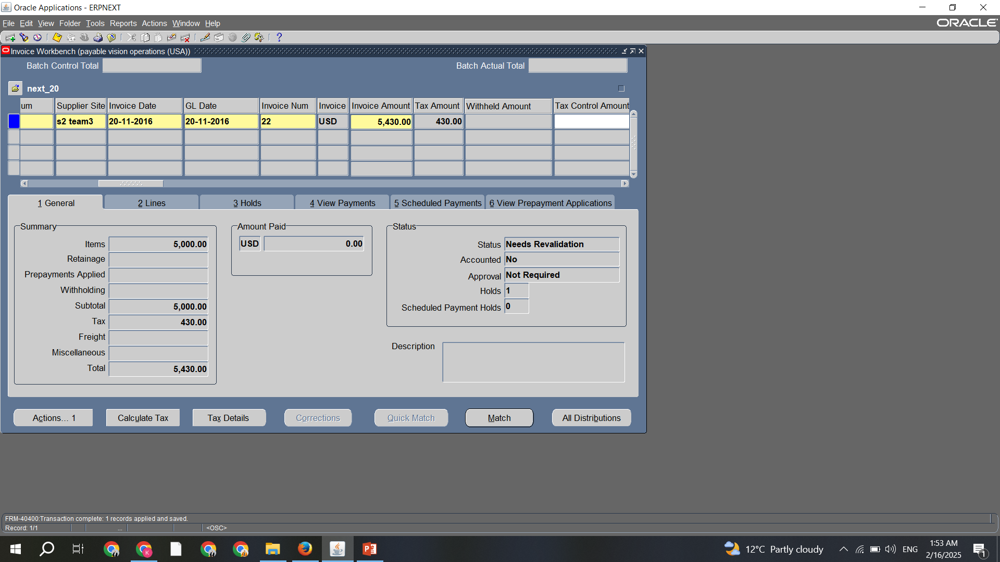 Oracle Applications - ERPNEXT
File Edit View Folder Tools Reports Actions Window Help
ORACLE
Invoice Workbench (payable vision operations (USA))
Batch Control Total
Batch Actual Total
next_20
um Supplier Site Invoice Date GL Date Invoice Num Invoice Invoice Amount Tax Amount Withheld Amount Tax Control Amount
s2 team3 20-11-2016 20-11-2016 22 USD 5,430.00 430.00
1 General 2 Lines 3 Holds 4 View Payments 5 Scheduled Payments 6 View Prepayment Applications
Summary
Items 5,000.00
Retainage
Prepayments Applied
Withholding
Subtotal 5,000.00
Tax 430.00
Freight
Miscellaneous
Total 5,430.00
Amount Paid
USD 0.00
Status
Status Needs Revalidation
Accounted No
Approval Not Required
Holds 1
Scheduled Payment Holds 0
Description
Actions... 1 Calculate Tax Tax Details Corrections Quick Match Match All Distributions
FRM-40400:Transaction complete: 1 records applied and saved.
Record: 1/1 ... <OSC>
12°C Partly cloudy ENG
1:53 AM
2/16/2025
1